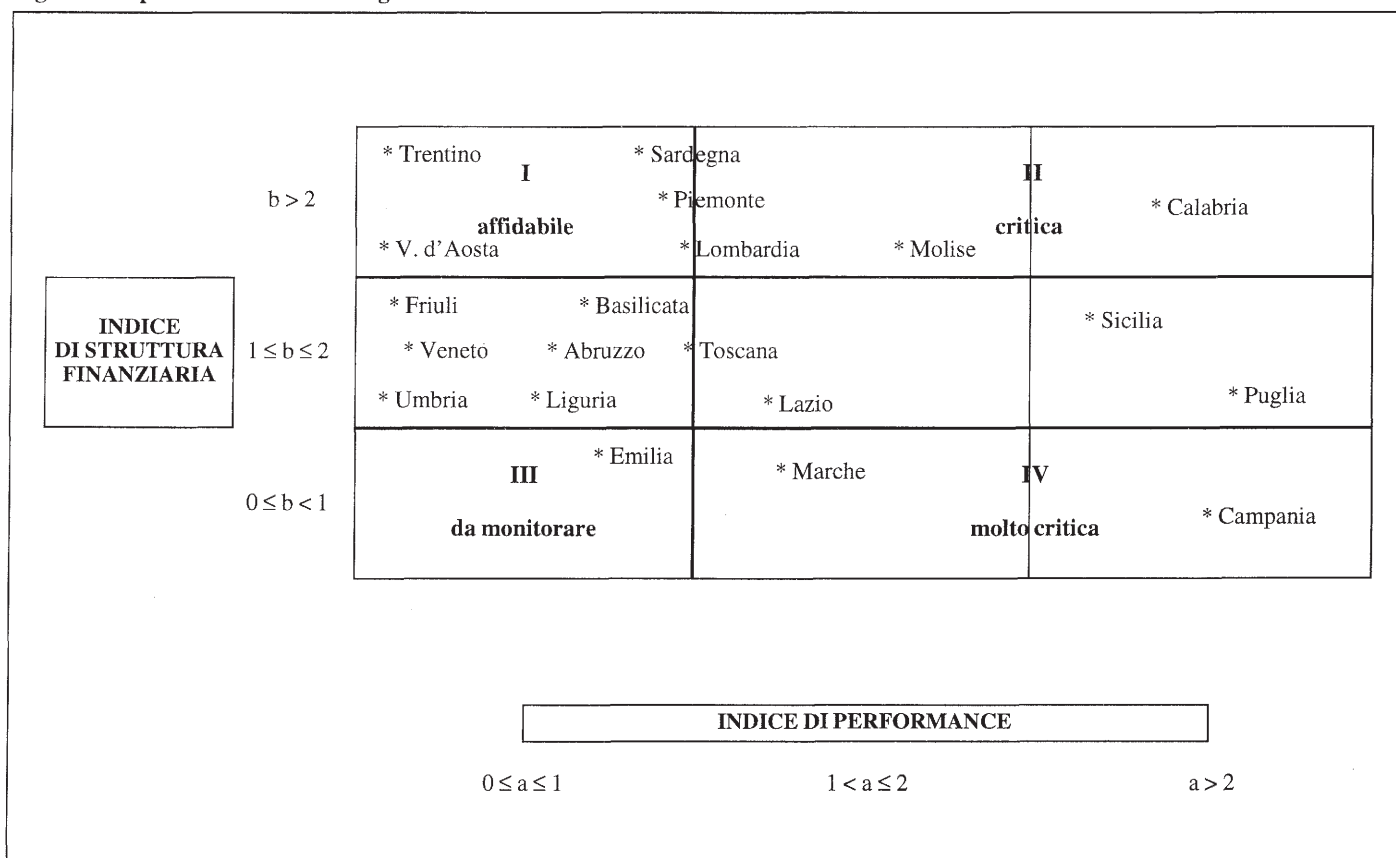 * Trentino
* Sardegna
I
II
b > 2
* Piemonte
* Calabria
affidabile
critica
* V. d'Aosta
* Lombardia
* Molise
* Friuli
* Basilicata
* Sicilia
INDICE
DI STRUTTURA
FINANZIARIA
1 ≤ b ≤ 2
* Veneto
* Abruzzo
* Toscana
* Umbria
* Liguria
* Lazio
* Puglia
* Emilia
* Marche
III
IV
0 ≤ b < 1
* Campania
da monitorare
molto critica
INDICE DI PERFORMANCE
0 ≤ a ≤ 1
1 < a ≤ 2
a > 2